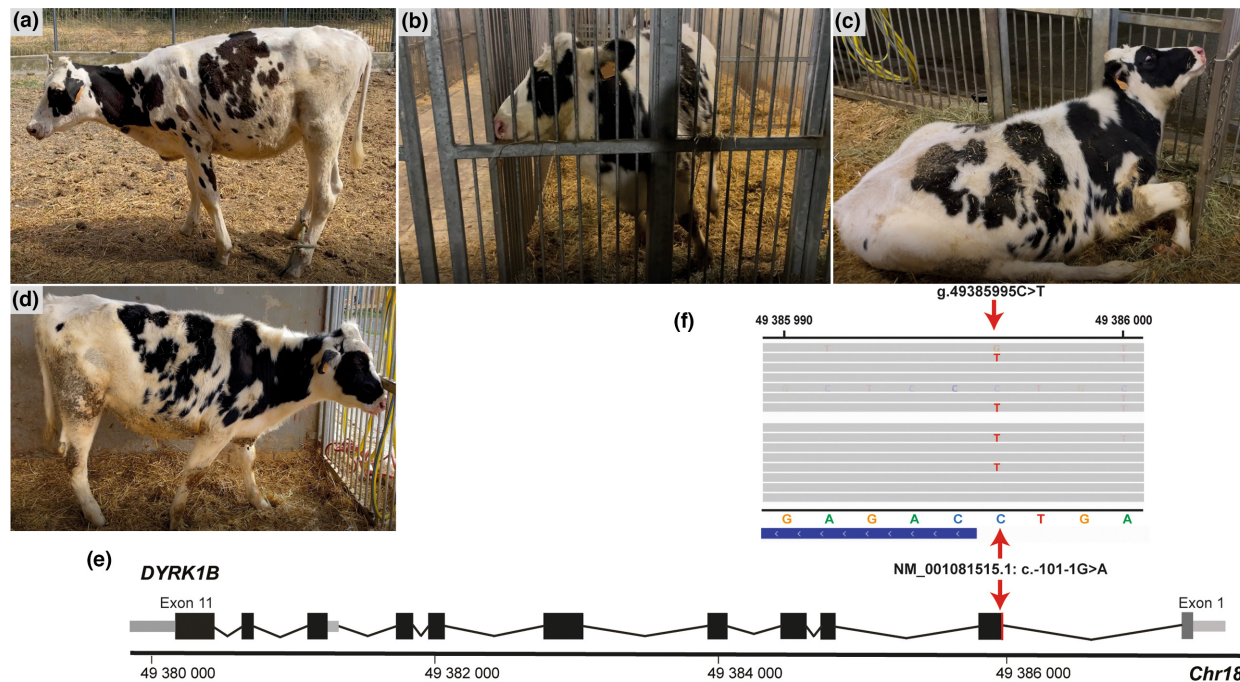 (a)
(b)
(c)
(d)
(f)
g.49385995C>T
49 385 990
49 386 000
T
T
T
T
G A G A C C T G A
NM_001081515.1: c.-101-1G>A
(e)
DYRK1B
Exon 11
Exon 1
49 380 000
49 382 000
49 384 000
49 386 000
Chr18